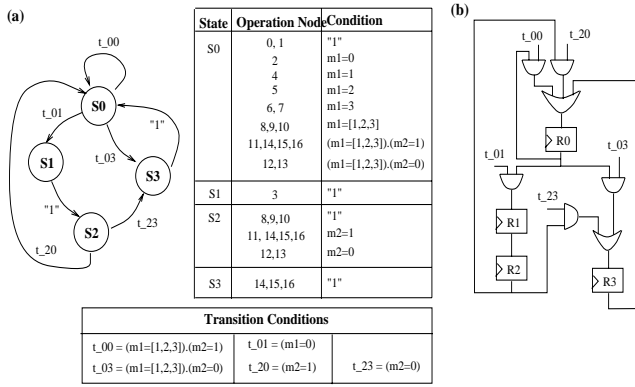 (a)
t_00
S0
t_01
"1"
S1
t_03
S3
"1"
t_23
S2
t_20
State Operation Node Condition
S0
0, 1 "1"
2 m1=0
4 m1=1
5 m1=2
6, 7 m1=3
8,9,10 m1=[1,2,3]
11,14,15,16 (m1=[1,2,3]).(m2=1)
12,13 (m1=[1,2,3]).(m2=0)
S1 3 "1"
S2 8,9,10 "1"
11, 14,15,16 m2=1
12,13 m2=0
S3 14,15,16 "1"
Transition Conditions
t_00 = (m1=[1,2,3]).(m2=1) t_01 = (m1=0)
t_03 = (m1=[1,2,3]).(m2=0) t_20 = (m2=1) t_23 = (m2=0)
(b)
t_00 t_20
R0
t_01 t_03
t_23
R1
R2
R3